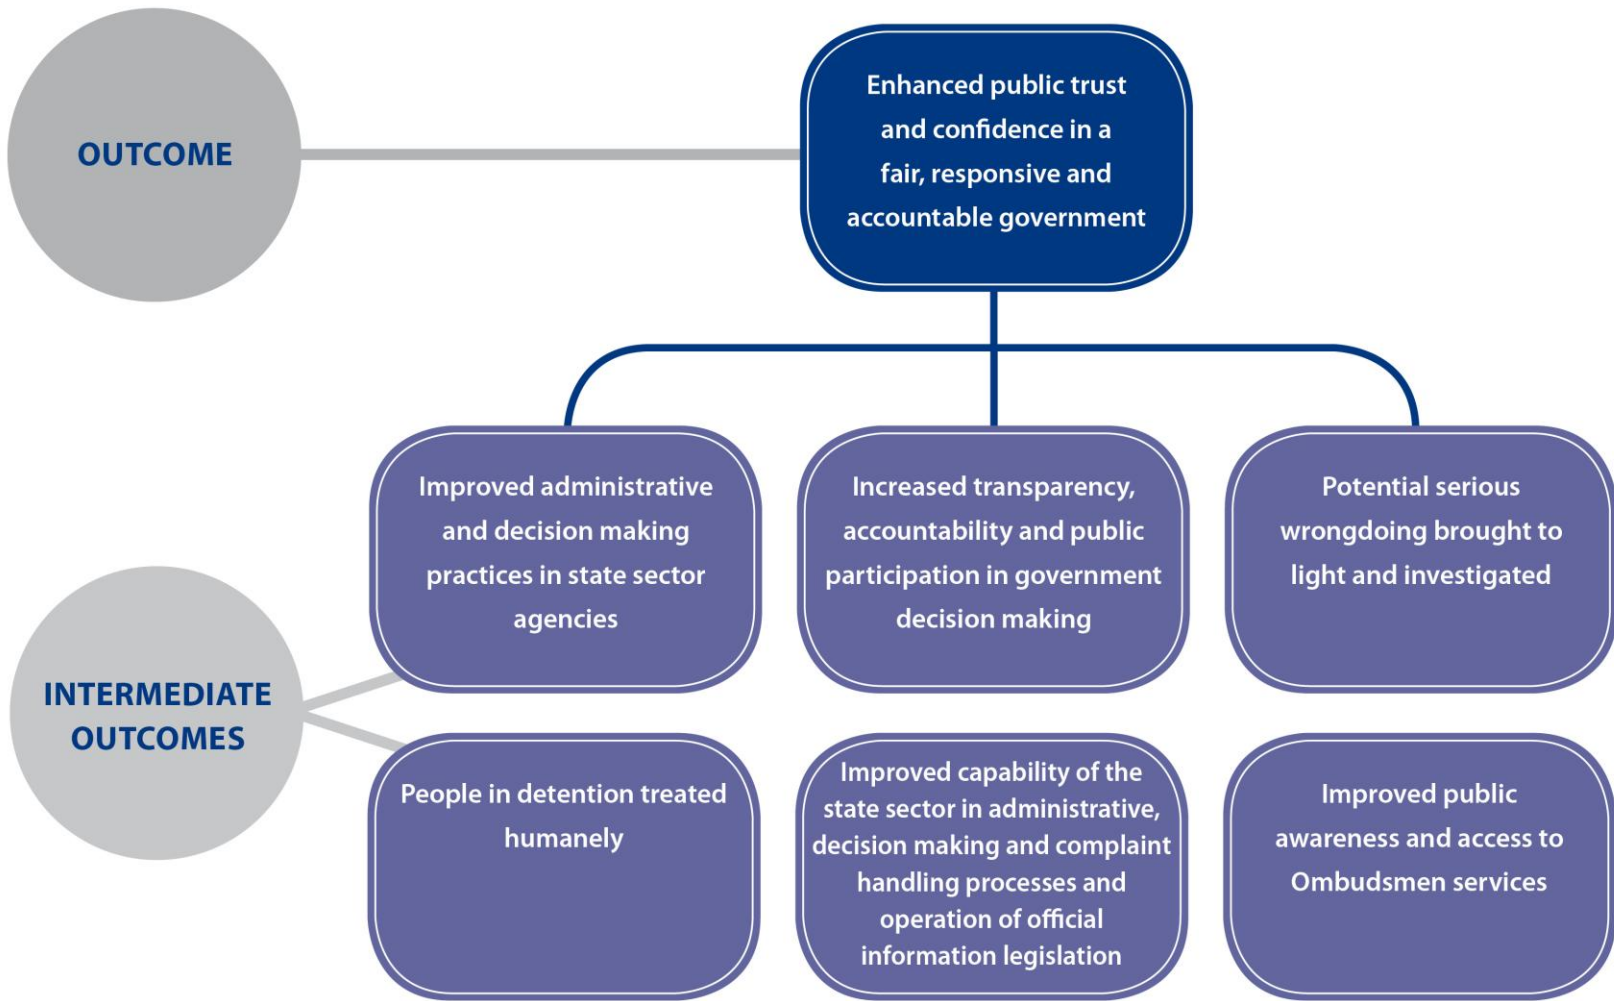 OUTCOME
Enhanced public trust
and confidence in a
fair, responsive and
accountable government
INTERMEDIATE
OUTCOMES
Improved administrative
and decision making
practices in state sector
agencies
Increased transparency,
accountability and public
participation in government
decision making
Potential serious
wrongdoing brought to
light and investigated
People in detention treated
humanely
Improved capability of the
state sector in administrative,
decision making and complaint
handling processes and
operation of official
information legislation
Improved public
awareness and access to
Ombudsmen services